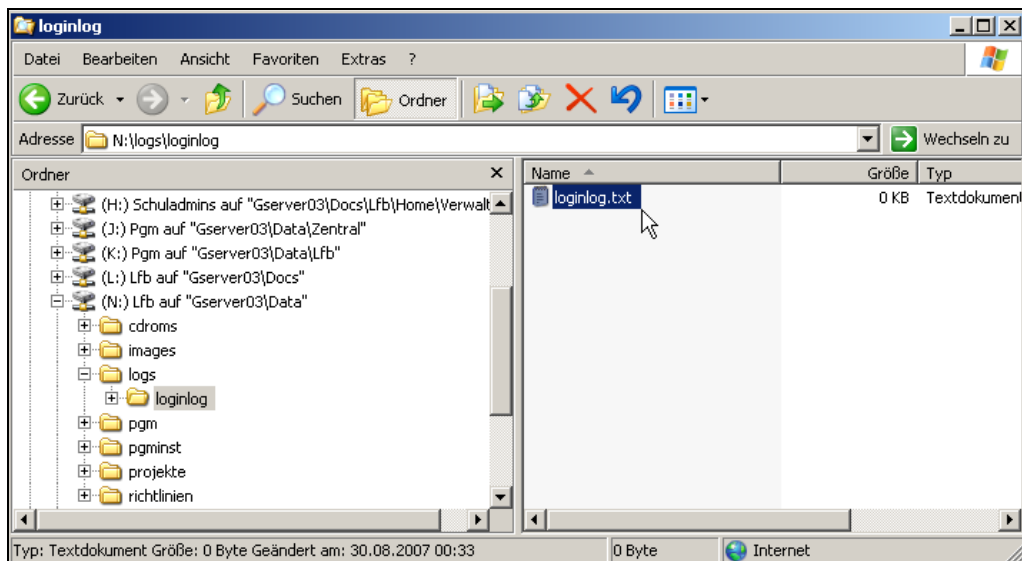 loginlog
Datei Bearbeiten Ansicht Favoriten Extras ?
Zurück Suchen Ordner
Adresse N:\logs\loginlog Wechseln zu
Ordner
(H:) Schuladmins auf "Gserver03\Docs\Lfb\Home\Verwalt
(J:) Pgm auf "Gserver03\Data\Zentral"
(K:) Pgm auf "Gserver03\Data\Lfb"
(L:) Lfb auf "Gserver03\Docs"
(N:) Lfb auf "Gserver03\Data"
cdroms
images
logs
loginlog
pgm
pgminst
projekte
richtlinien
Name Größe Typ
loginlog.txt 0 KB Textdokument
Typ: Textdokument Größe: 0 Byte Geändert am: 30.08.2007 00:33 0 Byte Internet